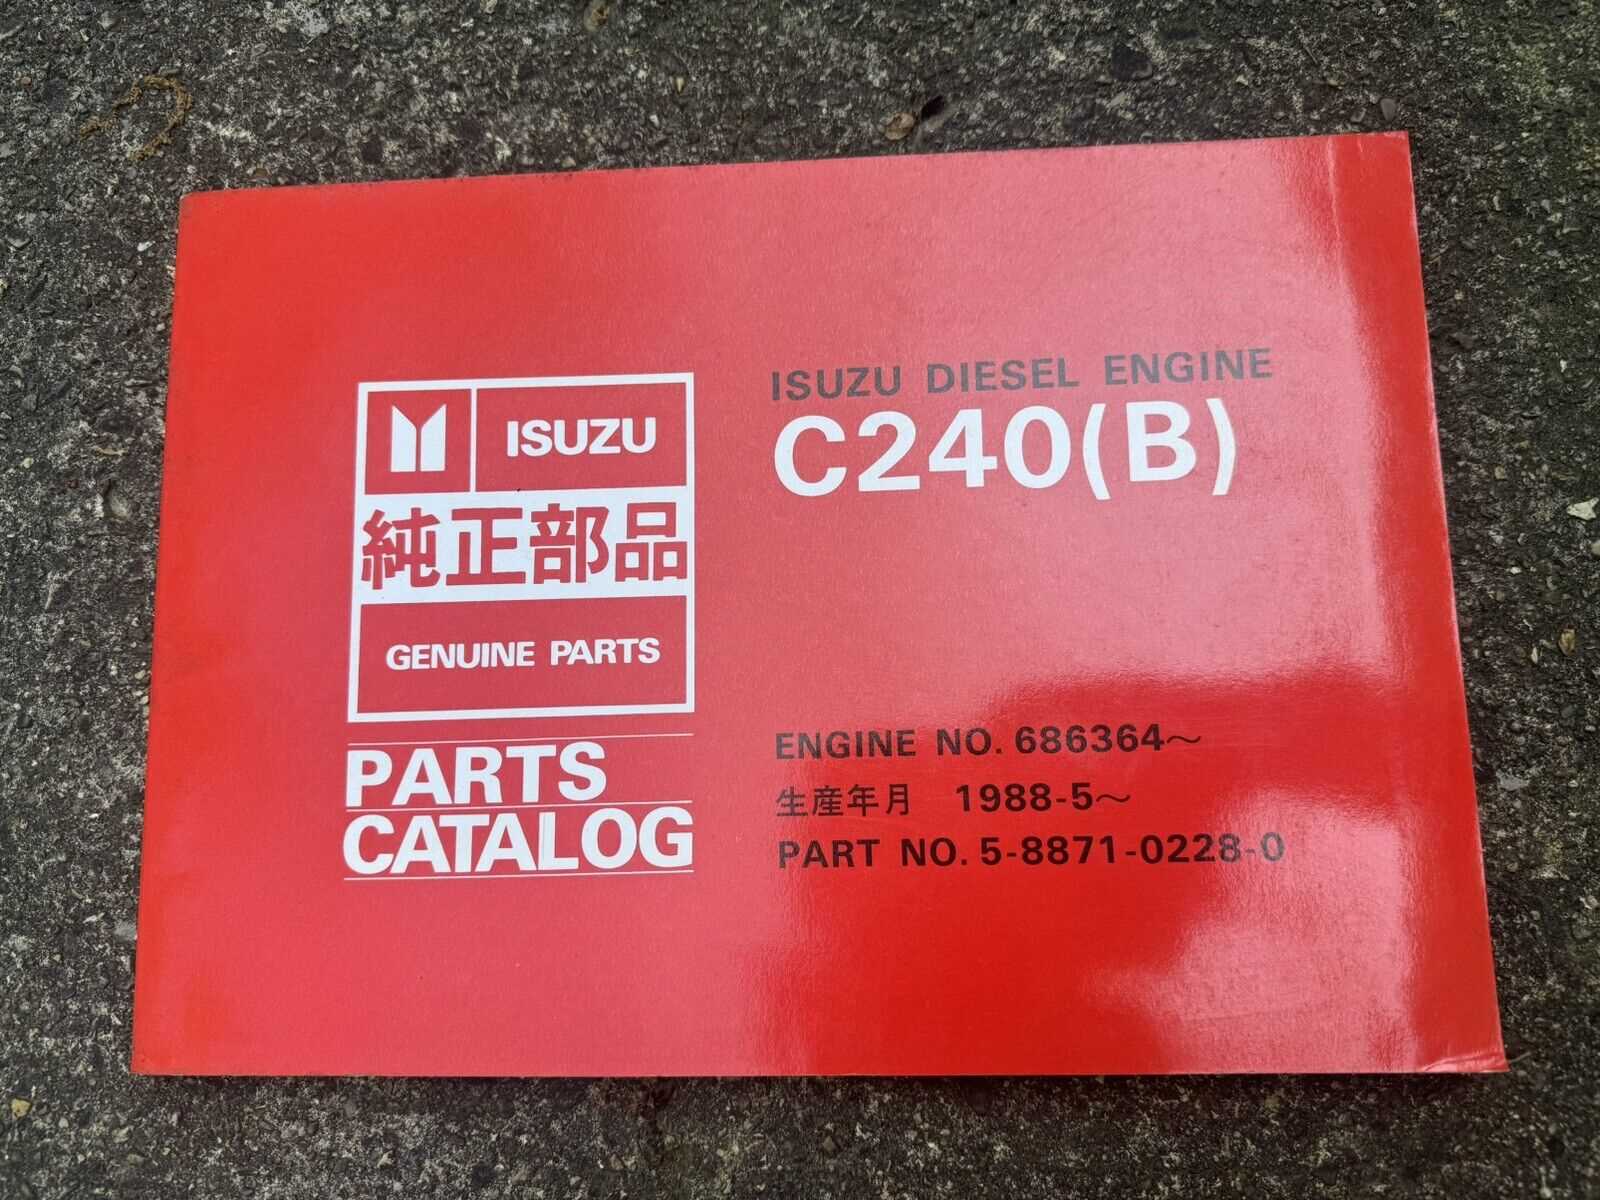 ISUZU
純正部品
GENUINE PARTS
PARTS
CATALOG
ISUZU DIESEL ENGINE
C240(B)
ENGINE NO. 686364～
生産年月 1988-5～
PART NO. 5-8871-0228-0